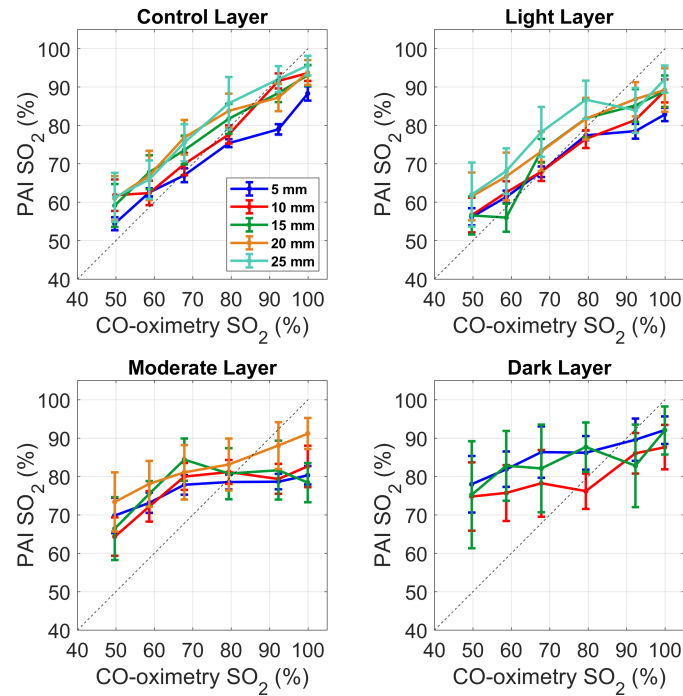 Control Layer
100
90
80
70
60
50
40
PAI SO2 (%)
40 50 60 70 80 90 100
CO-oximetry SO2 (%)
5 mm
10 mm
15 mm
20 mm
25 mm
Light Layer
100
90
80
70
60
50
40
PAI SO2 (%)
40 50 60 70 80 90 100
CO-oximetry SO2 (%)
Moderate Layer
100
90
80
70
60
50
40
PAI SO2 (%)
40 50 60 70 80 90 100
CO-oximetry SO2 (%)
Dark Layer
100
90
80
70
60
50
40
PAI SO2 (%)
40 50 60 70 80 90 100
CO-oximetry SO2 (%)